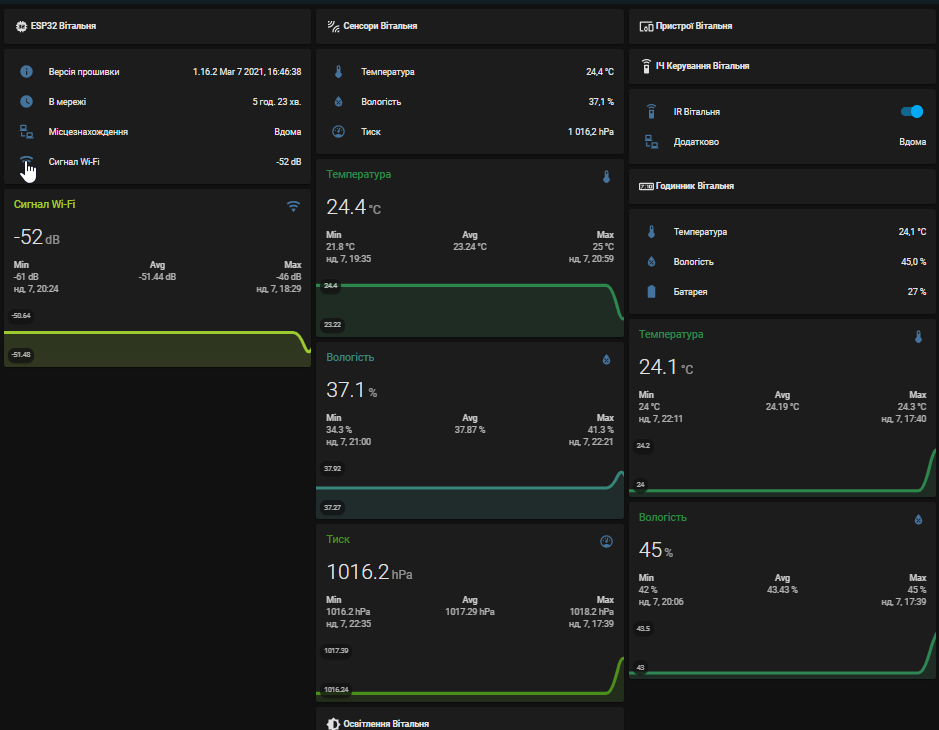 ESP32 Вітальня
Версія прошивки 1.16.2 Mar 7 2021, 16:46:38
В мережі 5 год. 23 хв.
Місцезнахождення Вдома
Сигнал Wi-Fi -52 dB
Сигнал Wi-Fi
-52 dB
Min Avg Max
-61 dB -51.44 dB -46 dB
нд, 7, 20:24 нд, 7, 18:29
-50.64
-51.48
Сенсори Вітальня
Температура 24,4 °C
Вологість 37,1 %
Тиск 1 016,2 hPa
Температура
24.4 °C
Min Avg Max
21.8 °C 23.24 °C 25 °C
нд, 7, 19:35 нд, 7, 20:59
24.4
23.22
Вологість
37.1 %
Min Avg Max
34.3 % 37.87 % 41.3 %
нд, 7, 21:00 нд, 7, 22:21
37.92
37.27
Тиск
1016.2 hPa
Min Avg Max
1016.2 hPa 1017.29 hPa 1018.2 hPa
нд, 7, 22:35 нд, 7, 17:39
1017.39
1016.24
Освітлення Вітальня
Пристрої Вітальня
ІЧ Керування Вітальня
IR Вітальня
Додатково Вдома
Годинник Вітальня
Температура 24,1 °C
Вологість 45,0 %
Батарея 27 %
Температура
24.1 °C
Min Avg Max
24 °C 24.19 °C 24.3 °C
нд, 7, 22:11 нд, 7, 17:40
24.2
24
Вологість
45 %
Min Avg Max
42 % 43.43 % 45 %
нд, 7, 20:06 нд, 7, 17:39
43.5
43